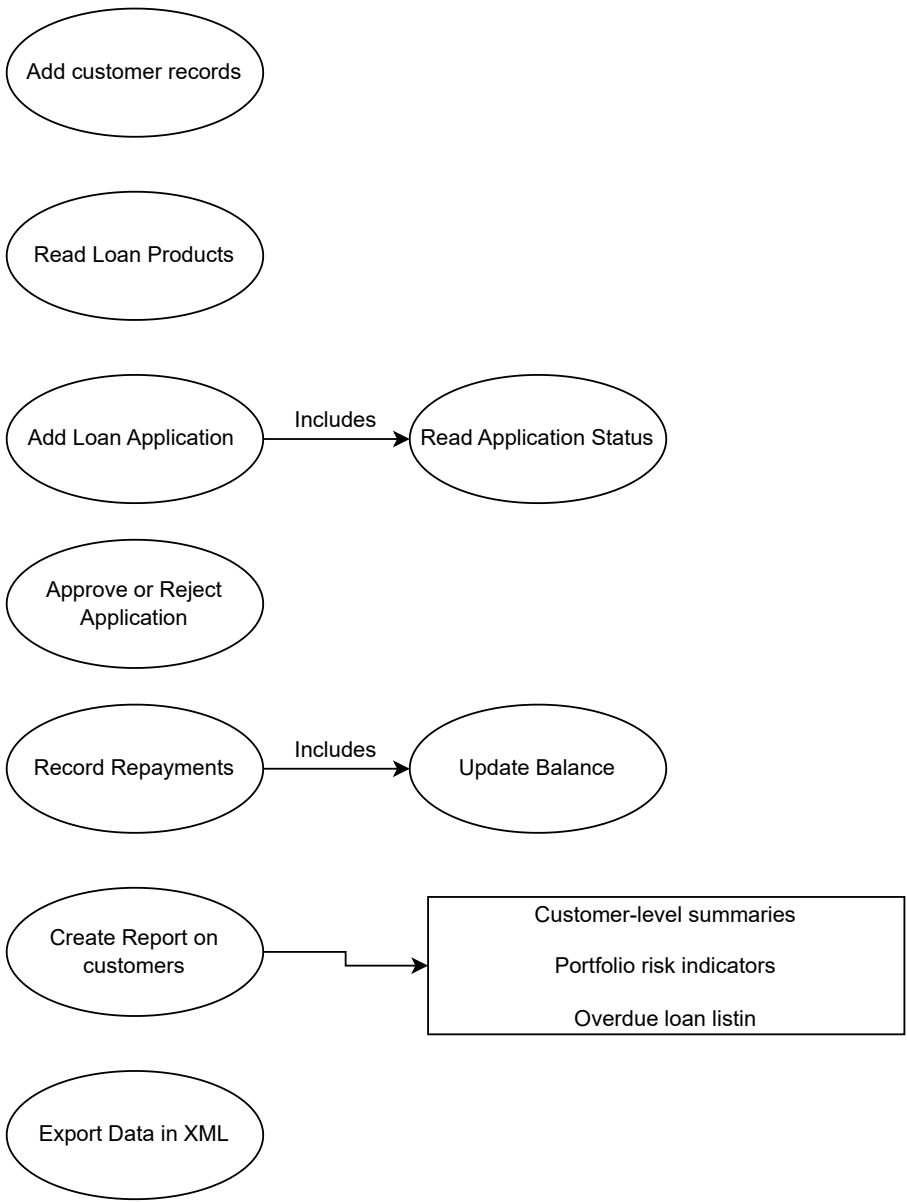 Add customer records
Read Loan Products
Add Loan Application
Includes
Read Application Status
Approve or Reject
Application
Record Repayments
Includes
Update Balance
Create Report on
customers
Customer-level summaries
Portfolio risk indicators
Overdue loan listin
Export Data in XML